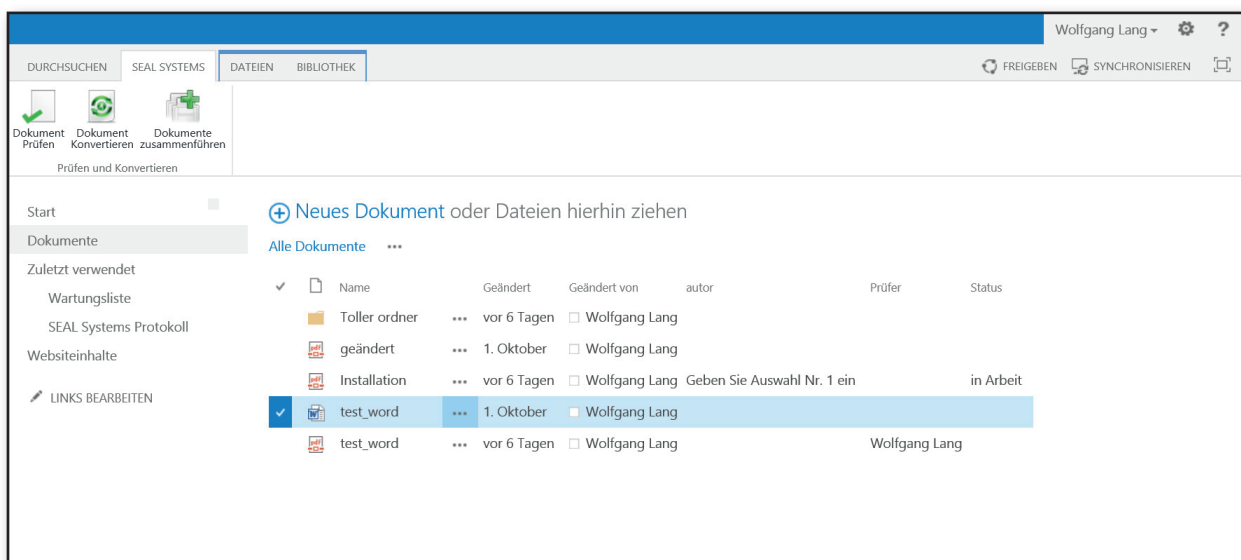 Wolfgang Lang ?
DURCHSUCHEN SEAL SYSTEMS DATEIEN BIBLIOTHEK FREIGEBEN SYNCHRONISIEREN
Dokument Dokument Dokumente
Prüfen Konvertieren zusammenführen
Prüfen und Konvertieren
Start
Dokumente
Zuletzt verwendet
Wartungsliste
SEAL Systems Protokoll
Websiteinhalte
LINKS BEARBEITEN
Neues Dokument oder Dateien hierhin ziehen
Alle Dokumente •••
Name Geändert Geändert von autor Prüfer Status
Toller ordner ••• vor 6 Tagen Wolfgang Lang
geändert ••• 1. Oktober Wolfgang Lang
Installation ••• vor 6 Tagen Wolfgang Lang Geben Sie Auswahl Nr. 1 ein in Arbeit
test_word ••• 1. Oktober Wolfgang Lang
test_word ••• vor 6 Tagen Wolfgang Lang Wolfgang Lang